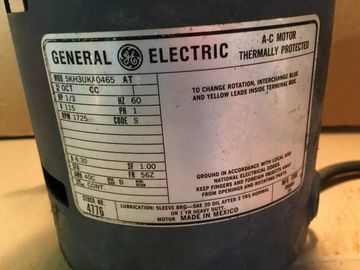 GENERAL GE ELECTRIC
A-C MOTOR
THERMALLY PROTECTED
MOD 5KH3UKA0465 AT
OCT CC
HP 1/3 HZ 60
V 115 PH 1
RPM 1725 CODE S
TO CHANGE ROTATION, INTERCHANGE BLUE
AND YELLOW LEADS INSIDE TERMINAL BOX.
A 6.30 SF 1.00
FR 56Z
AMB 40C
CONT B
STOCK NO.
4776
GROUND IN ACCORDANCE WITH LOCAL AND
NATIONAL ELECTRICAL CODES.
KEEP FINGERS AND FOREIGN OBJECTS AWAY
FROM OPENINGS AND ROTATING PARTS.
LUBRICATION: SLEEVE BRG—SAE 20 OIL AFTER 3 YRS NORMAL
OR 1 YR HEAVY DUTY.
MOTOR MADE IN MEXICO